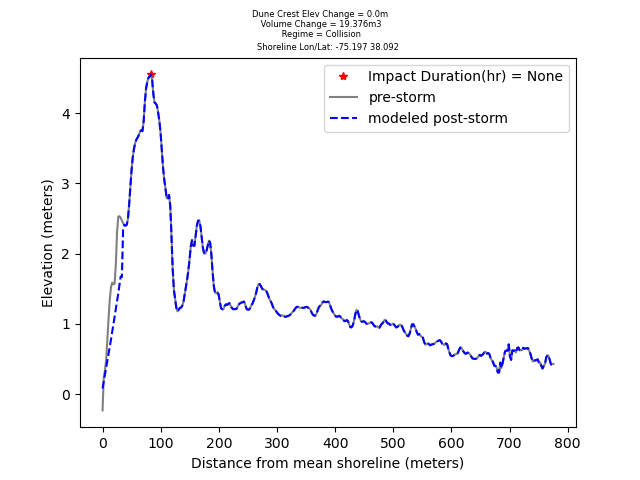 Dune Crest Elev Change = 0.0m
Volume Change = 19.376m3
Regime = Collision
Shoreline Lon/Lat: -75.197 38.092
Impact Duration(hr) = None
pre-storm
modeled post-storm
Elevation (meters)
4
3
2
1
0
0 100 200 300 400 500 600 700 800
Distance from mean shoreline (meters)